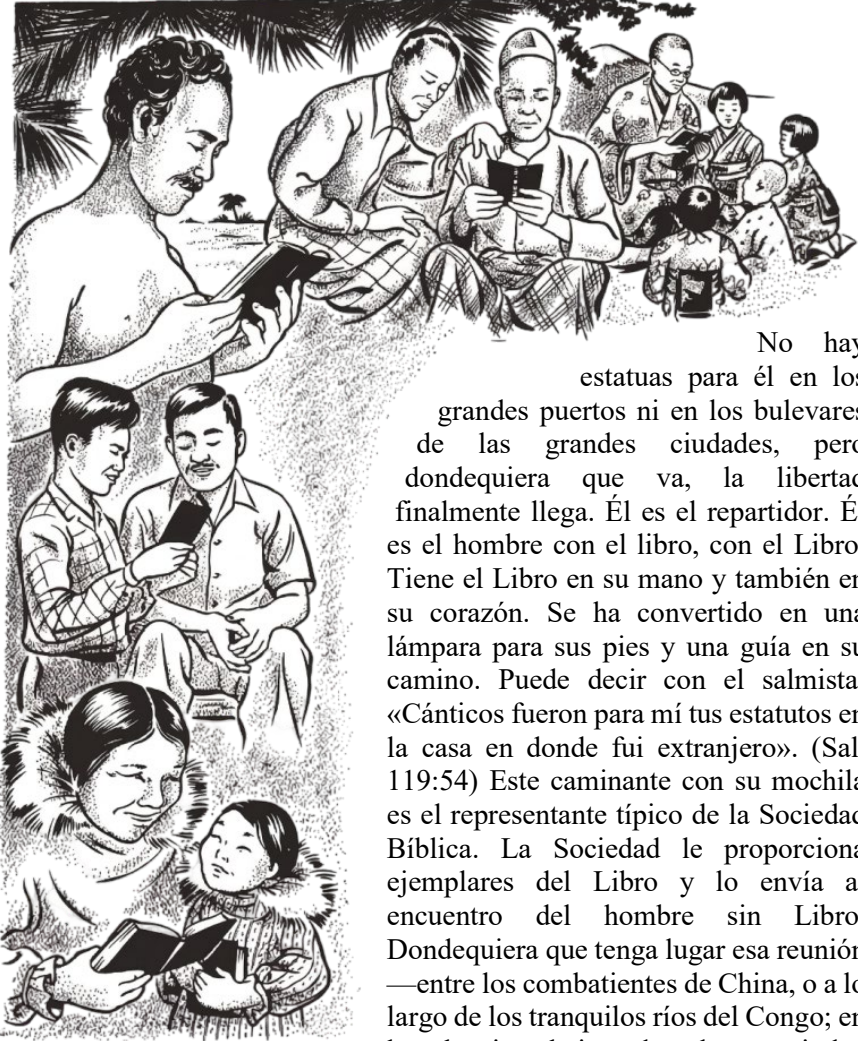 No hay
estatuas para él en los
grandes puertos ni en los bulevares
de las grandes ciudades, pero
dondequiera que va, la libertad
finalmente llega. Él es el repartidor. É
es el hombre con el libro, con el Libro
Tiene el Libro en su mano y también en
su corazón. Se ha convertido en una
lámpara para sus pies y una guía en su
camino. Puede decir con el salmista
«Cánticos fueron para mí tus estatutos en
la casa en donde fui extranjero». (Sal
119:54) Este caminante con su mochila
es el representante típico de la Sociedad
Bíblica. La Sociedad le proporciona
ejemplares del Libro y lo envía a
encuentro del hombre sin Libro
Dondequiera que tenga lugar esa reunión
—entre los combatientes de China, o a lo
largo de los tranquilos ríos del Congo; en